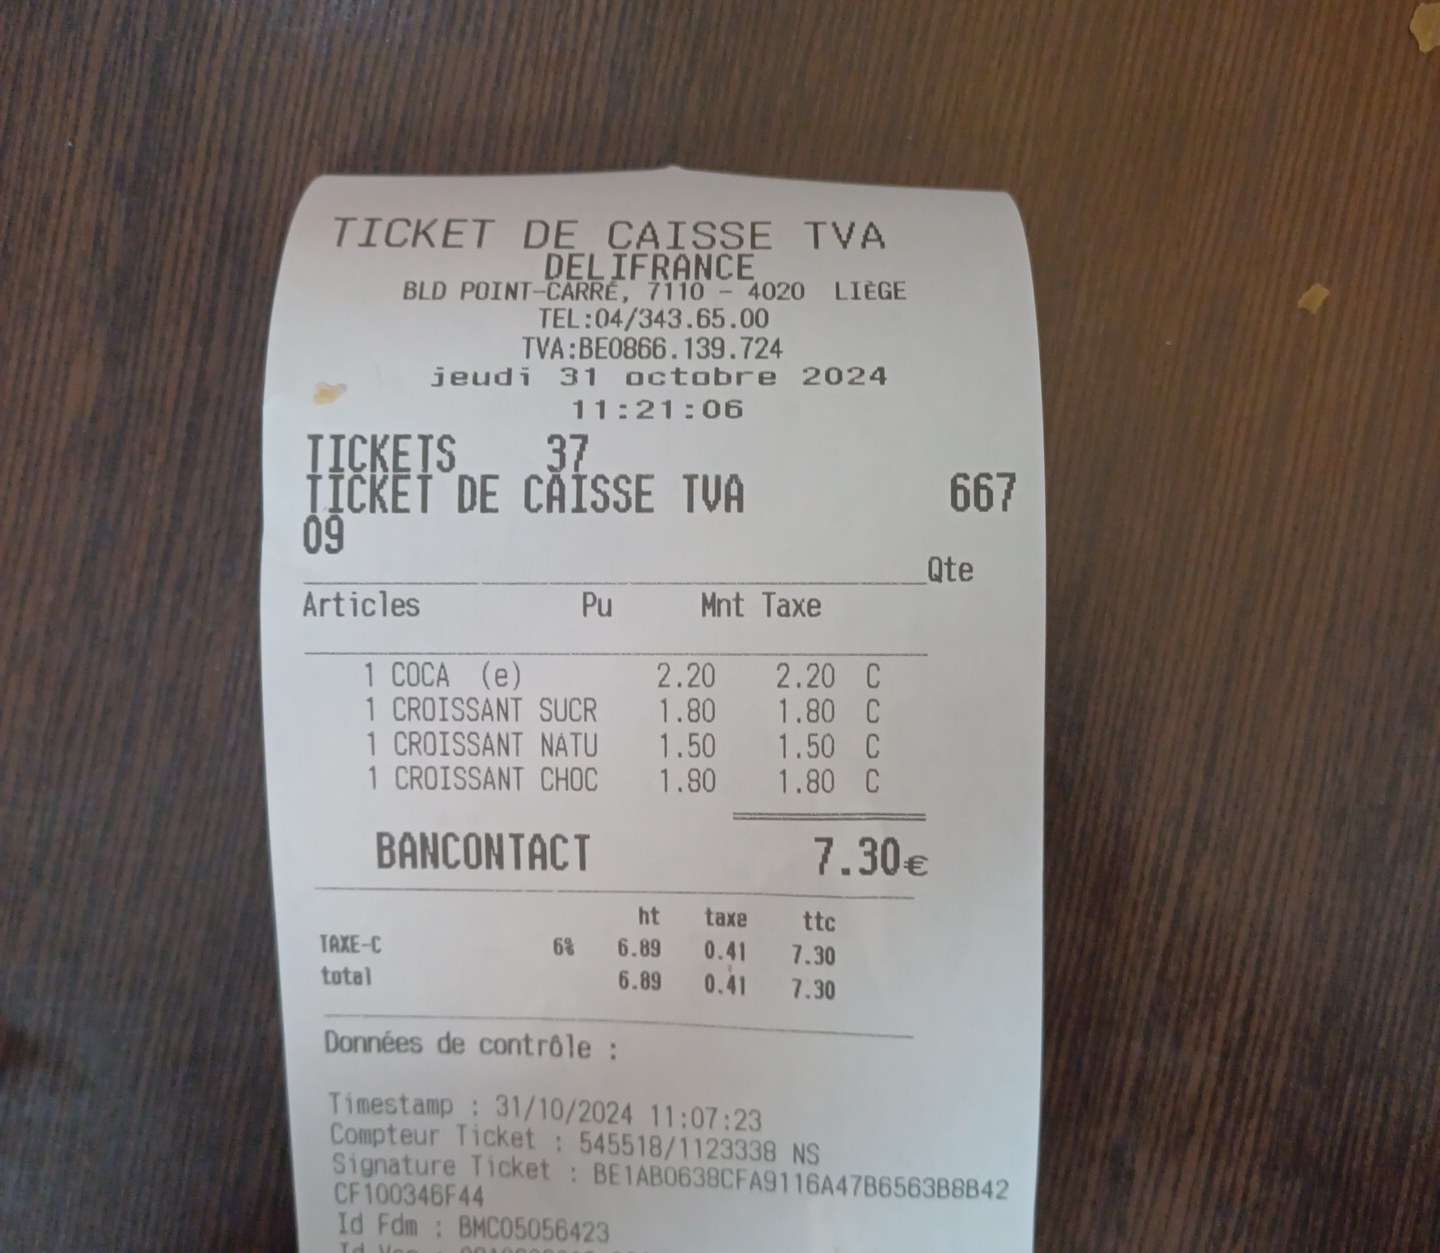 TICKET DE CAISSE TVA
DELIFRANCE
BLD POINT-CARRÉ, 7110 - 4020 LIÈGE
TEL:04/343.65.00
TVA:BE0866.139.724
jeudi 31 octobre 2024
11:21:06
TICKETS 37
TICKET DE CAISSE TVA 667
09
Qte
Articles Pu Mnt Taxe
1 COCA (e) 2.20 2.20 C
1 CROISSANT SUCR 1.80 1.80 C
1 CROISSANT NATU 1.50 1.50 C
1 CROISSANT CHOC 1.80 1.80 C
BANCONTACT 7.30€
ht taxe ttc
TAXE-C 6% 6.89 0.41 7.30
total 6.89 0.41 7.30
Données de contrôle :
Timestamp : 31/10/2024 11:07:23
Compteur Ticket : 545518/1123338 NS
Signature Ticket : BE1AB0638CFA9116A47B6563B8B42
CF100346F44
Id Fdm : BMC05056423